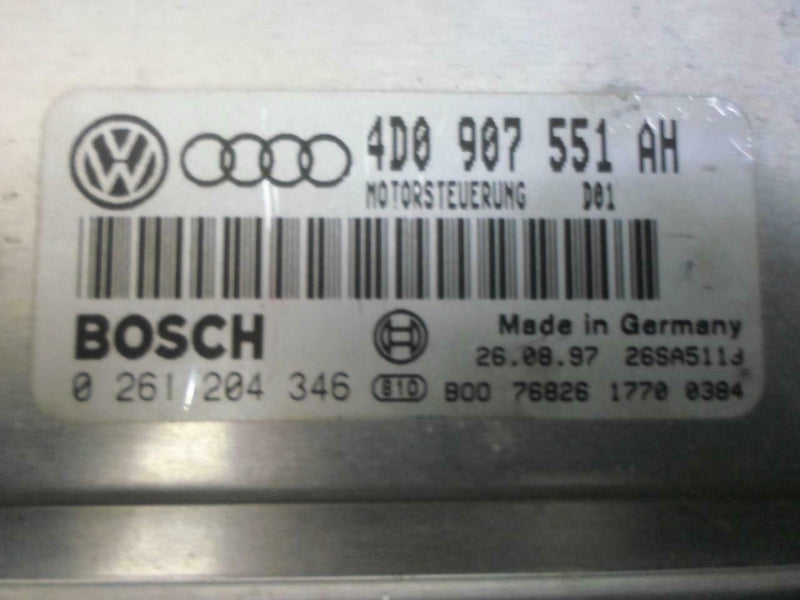 4D0 907 551 AH
MOTORSTEUERUNG D01
BOSCH
Made in Germany
26.08.97 26SA5113
0 261 204 346 S10 B00 76826 1770 0384